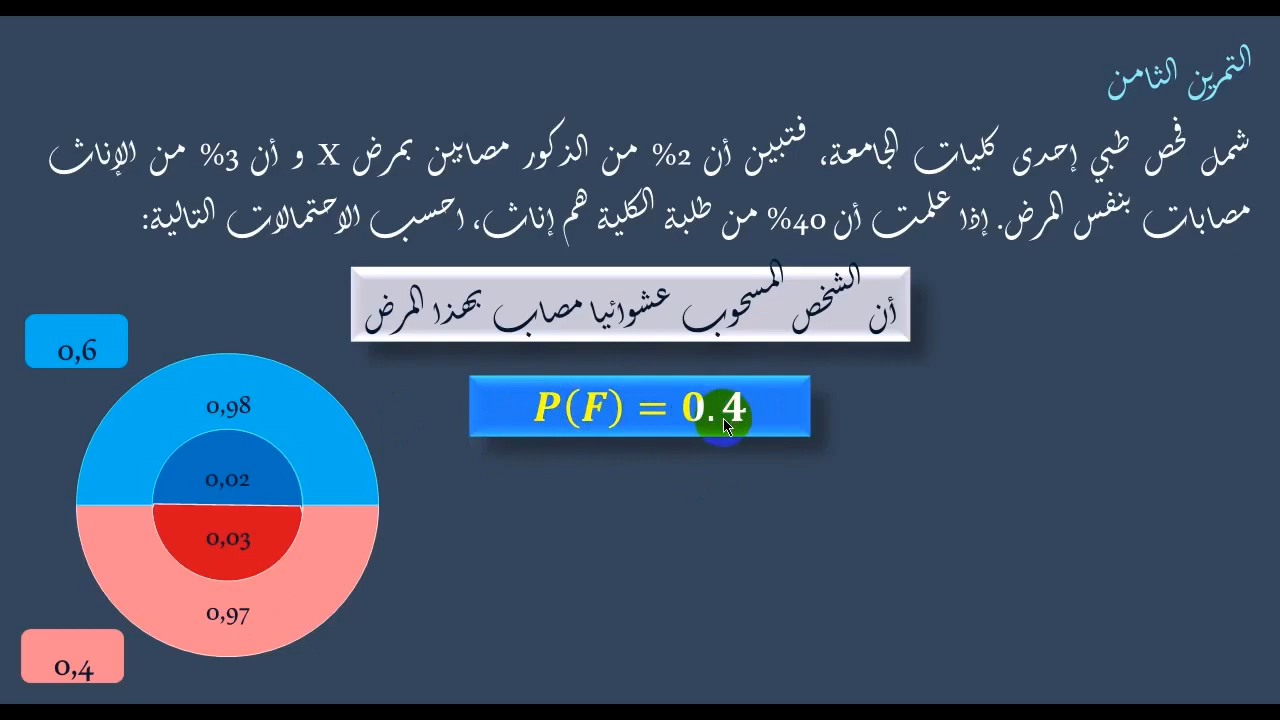 التمرين الثامن
شمل فحص طبي إحدى كليات الجامعة، فتبين أن 2% من الذكور مصابين بمرض X و أن 3% من الإناث
مصابات بنفس المرض. إذا علمت أن 40% من طلبة الكلية هم إناث، احسب الاحتمالات التالية:
أن الشخص المسحوب عشوائيا مصاب بهذا المرض
P(F) = 0.4
0,6
0,98
0,02
0,03
0,97
0,4